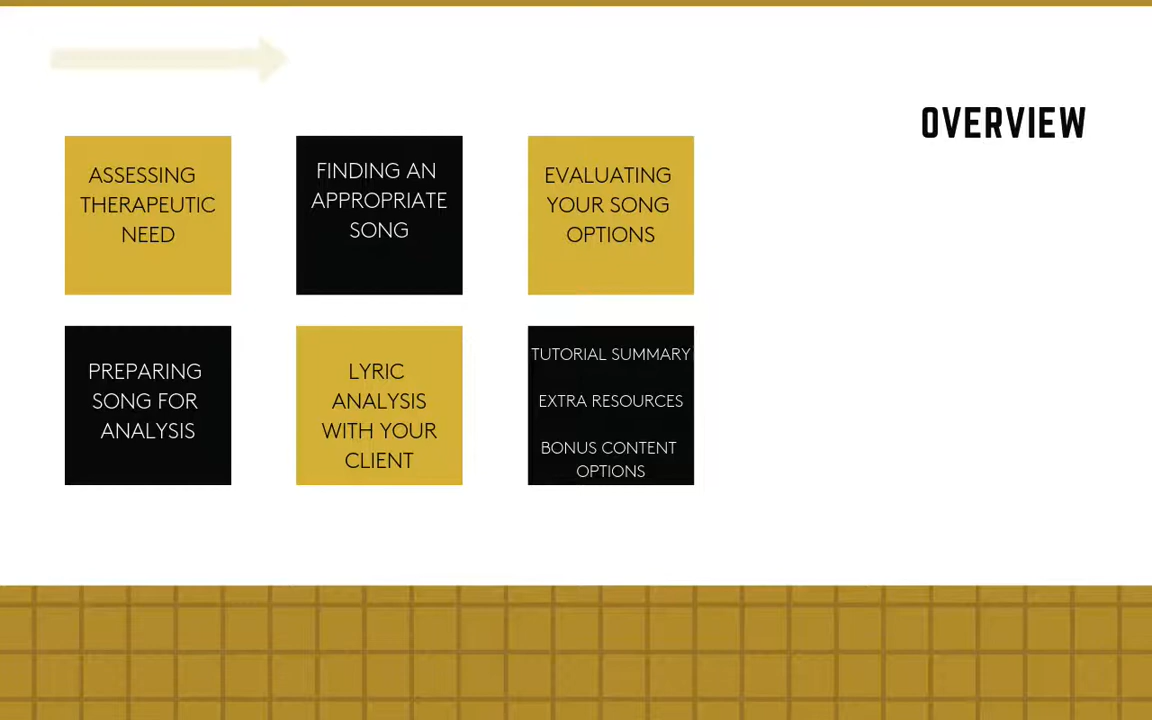 OVERVIEW
ASSESSING
THERAPEUTIC
NEED
FINDING AN
APPROPRIATE
SONG
EVALUATING
YOUR SONG
OPTIONS
PREPARING
SONG FOR
ANALYSIS
LYRIC
ANALYSIS
WITH YOUR
CLIENT
TUTORIAL SUMMARY
EXTRA RESOURCES
BONUS CONTENT
OPTIONS